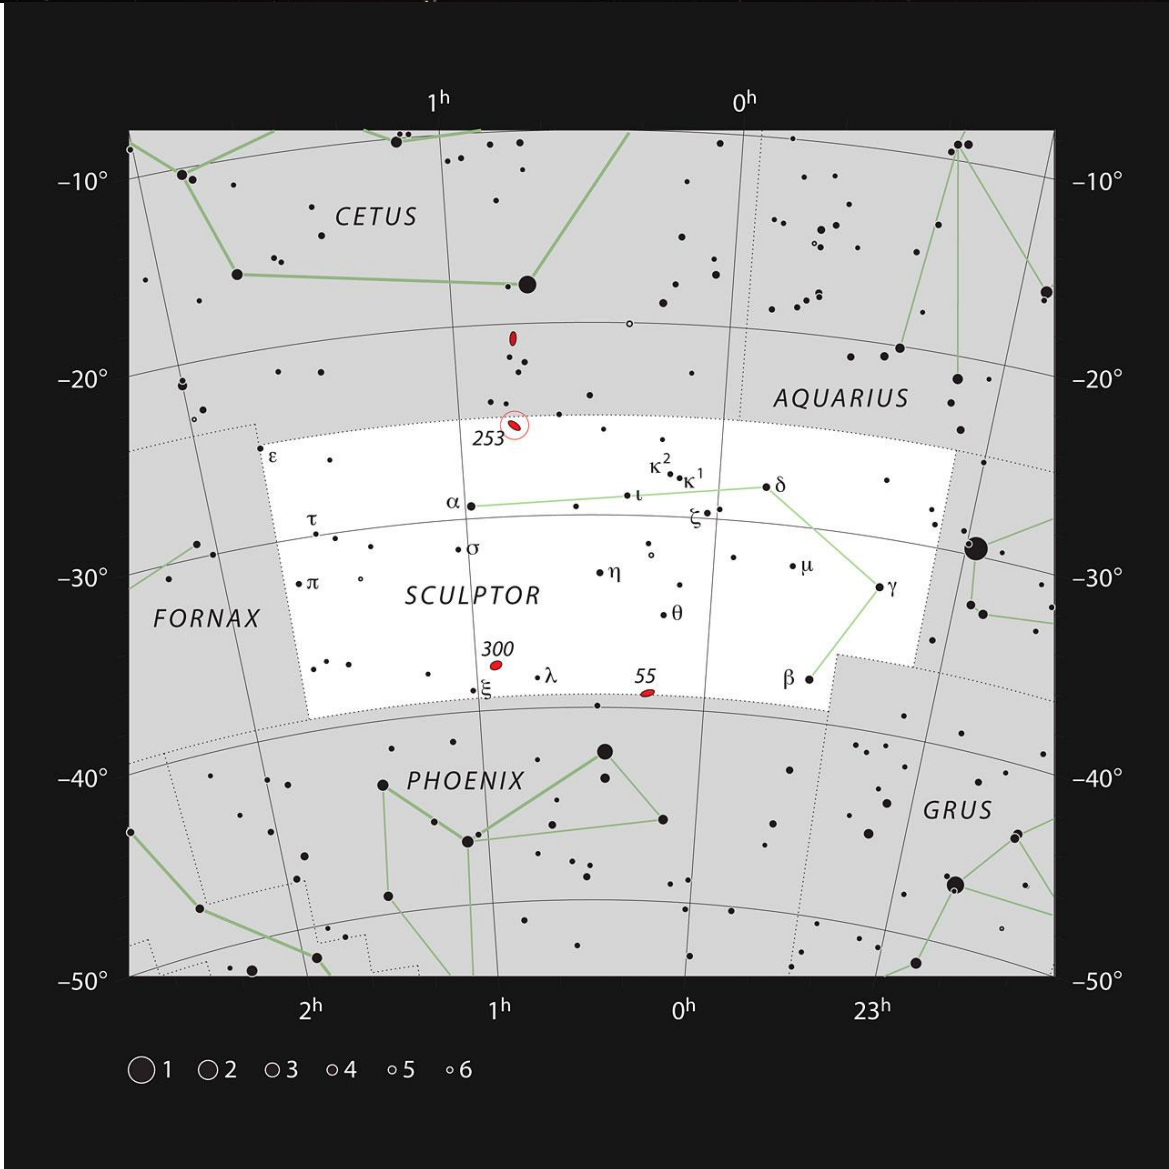 1h 0h
–10° –10°
CETUS
–20° –20°
AQUARIUS
253
ε κ² κ¹
α ι δ
τ ζ
σ
–30° –30°
π η μ
SCULPTOR γ
FORNAX θ
300
λ 55 β
ξ
–40° –40°
PHOENIX
GRUS
–50° –50°
2h 1h 0h 23h
1 2 3 4 5 6